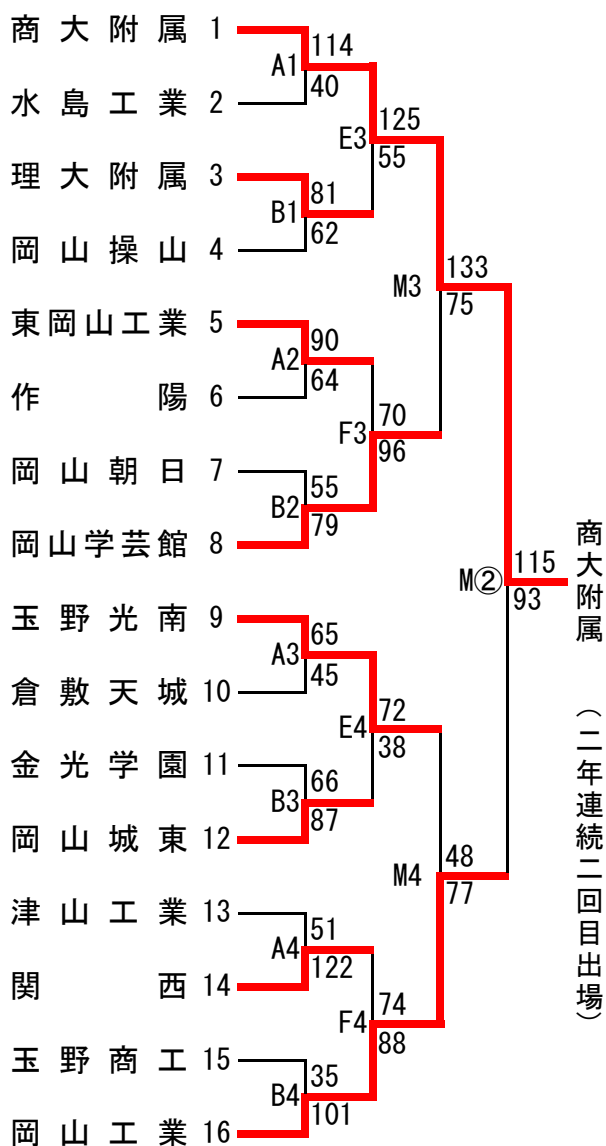 商大附属 1
114
A1
40
水島工業 2
125
E3
55
理大附属 3
81
B1
62
岡山操山 4
133
M3
75
東岡山工業 5
90
A2
64
作陽 6
70
F3
96
岡山朝日 7
55
B2
79
岡山学芸館 8
115
M②
93
商大附属 (二年連続二回目出場)
玉野光南 9
65
A3
45
倉敷天城 10
72
E4
38
金光学園 11
66
B3
87
岡山城東 12
48
M4
77
津山工業 13
51
A4
122
関西 14
74
F4
88
玉野商工 15
35
B4
101
岡山工業 16